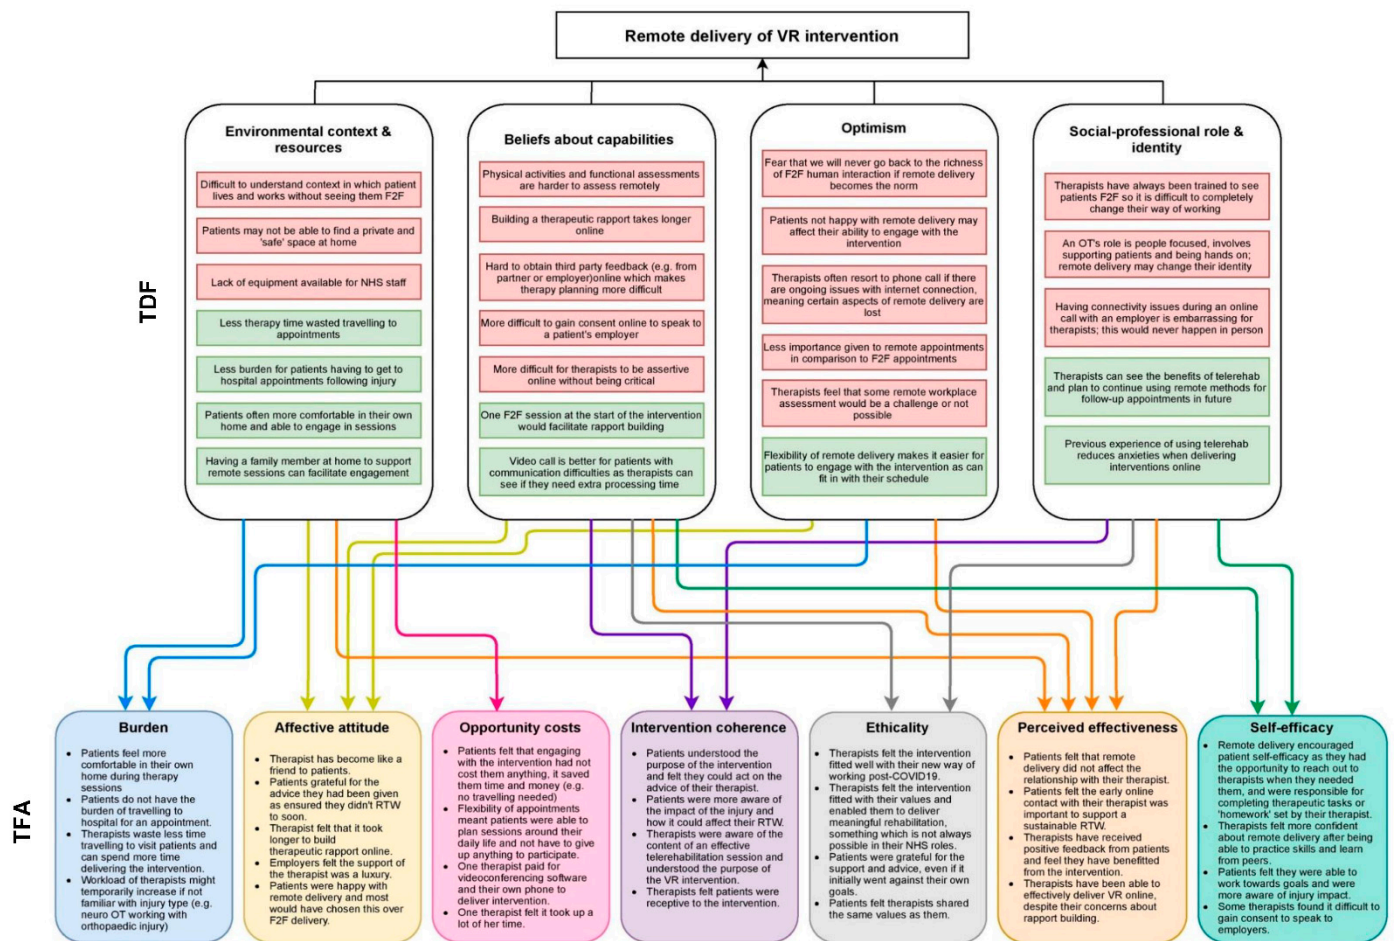 Remote delivery of VR intervention
TDF
Environmental context &
resources
Difficult to understand context in which patient
lives and works without seeing them F2F
Patients may not be able to find a private and
'safe' space at home
Lack of equipment available for NHS staff
Less therapy time wasted travelling to
appointments
Less burden for patients having to get to
hospital appointments following injury
Patients often more comfortable in their own
home and able to engage in sessions
Having a family member at home to support
remote sessions can facilitate engagement
Beliefs about capabilities
Physical activities and functional assessments
are harder to assess remotely
Building a therapeutic rapport takes longer
online
Hard to obtain third party feedback (e.g. from
partner or employer)online which makes
therapy planning more difficult
More difficult to gain consent online to speak to
a patient's employer
More difficult for therapists to be assertive
online without being critical
One F2F session at the start of the intervention
would facilitate rapport building
Video call is better for patients with
communication difficulties as therapists can
see if they need extra processing time
Optimism
Fear that we will never go back to the richness
of F2F human interaction if remote delivery
becomes the norm
Patients not happy with remote delivery may
affect their ability to engage with the
intervention
Therapists often resort to phone call if there
are ongoing issues with internet connection,
meaning certain aspects of remote delivery are
lost
Less importance given to remote appointments
in comparison to F2F appointments
Therapists feel that some remote workplace
assessment would be a challenge or not
possible
Flexibility of remote delivery makes it easier for
patients to engage with the intervention as can
fit in with their schedule
Social-professional role &
identity
Therapists have always been trained to see
patients F2F so it is difficult to completely
change their way of working
An OT's role is people focused, involves
supporting patients and being hands on;
remote delivery may change their identity
Having connectivity issues during an online
call with an employer is embarrassing for
therapists; this would never happen in person
Therapists can see the benefits of telerehab
and plan to continue using remote methods for
follow-up appointments in future
Previous experience of using telerehab
reduces anxieties when delivering
interventions online
TFA
Burden
• Patients feel more
comfortable in their own
home during therapy
sessions
• Patients do not have the
burden of travelling to
hospital for an appointment.
• Therapists waste less time
travelling to visit patients and
can spend more time
delivering the intervention.
• Workload of therapists might
temporarily increase if not
familiar with injury type (e.g.
neuro OT working with
orthopaedic injury)
Affective attitude
• Therapist has become like a
friend to patients.
• Patients grateful for the
advice they had been given
as ensured they didn't RTW
to soon.
• Therapist felt that it took
longer to build
therapeutic rapport online.
• Employers felt the support of
the therapist was a luxury.
• Patients were happy with
remote delivery and most
would have chosen this over
F2F delivery.
Opportunity costs
• Patients felt that engaging
with the intervention had not
cost them anything, it saved
them time and money (e.g.
no travelling needed)
• Flexibility of appointments
meant patients were able to
plan sessions around their
daily life and not have to give
up anything to participate.
• One therapist paid for
videoconferencing software
and their own phone to
deliver intervention.
• One therapist felt it took up a
lot of her time.
Intervention coherence
• Patients understood the
purpose of the intervention
and felt they could act on the
advice of their therapist.
• Patients were more aware of
the impact of the injury and
how it could affect their RTW.
• Therapists were aware of the
content of an effective
telerehabilitation session and
understood the purpose of
the VR intervention.
• Therapists felt patients were
receptive to the intervention.
Ethicality
• Therapists felt the intervention
fitted well with their new way of
working post-COVID19.
• Therapists felt the intervention
fitted with their values and
enabled them to deliver
meaningful rehabilitation,
something which is not always
possible in their NHS roles.
• Patients were grateful for the
support and advice, even if it
initially went against their own
goals.
• Patients felt therapists shared
the same values as them.
Perceived effectiveness
• Patients felt that remote
delivery did not affect the
relationship with their therapist.
• Patients felt the early online
contact with their therapist was
important to support a
sustainable RTW.
• Therapists have received
positive feedback from patients
and feel they have benefitted
from the intervention.
• Therapists have been able to
effectively deliver VR online,
despite their concerns about
rapport building.
Self-efficacy
• Remote delivery encouraged
patient self-efficacy as they had
the opportunity to reach out to
therapists when they needed
them, and were responsible for
completing therapeutic tasks or
'homework' set by their therapist.
• Therapists felt more confident
about remote delivery after being
able to practice skills and learn
from peers.
• Patients felt they were able to
work towards goals and were
more aware of injury impact.
• Some therapists found it difficult to
gain consent to speak to
employers.